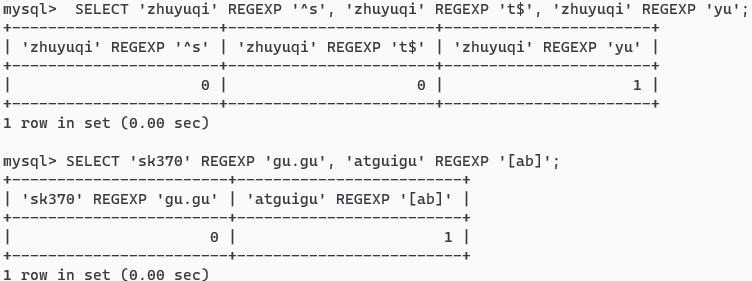 mysql>  SELECT 'zhuyuqi' REGEXP '^s', 'zhuyuqi' REGEXP 't$', 'zhuyuqi' REGEXP 'yu';
+------------------------+------------------------+------------------------+
| 'zhuyuqi' REGEXP '^s' | 'zhuyuqi' REGEXP 't$' | 'zhuyuqi' REGEXP 'yu' |
+------------------------+------------------------+------------------------+
|                     0 |                     0 |                     1 |
+------------------------+------------------------+------------------------+
1 row in set (0.00 sec)

mysql> SELECT 'sk370' REGEXP 'gu.gu', 'atguigu' REGEXP '[ab]';
+-------------------------+-------------------------+
| 'sk370' REGEXP 'gu.gu' | 'atguigu' REGEXP '[ab]' |
+-------------------------+-------------------------+
|                      0 |                       1 |
+-------------------------+-------------------------+
1 row in set (0.00 sec)